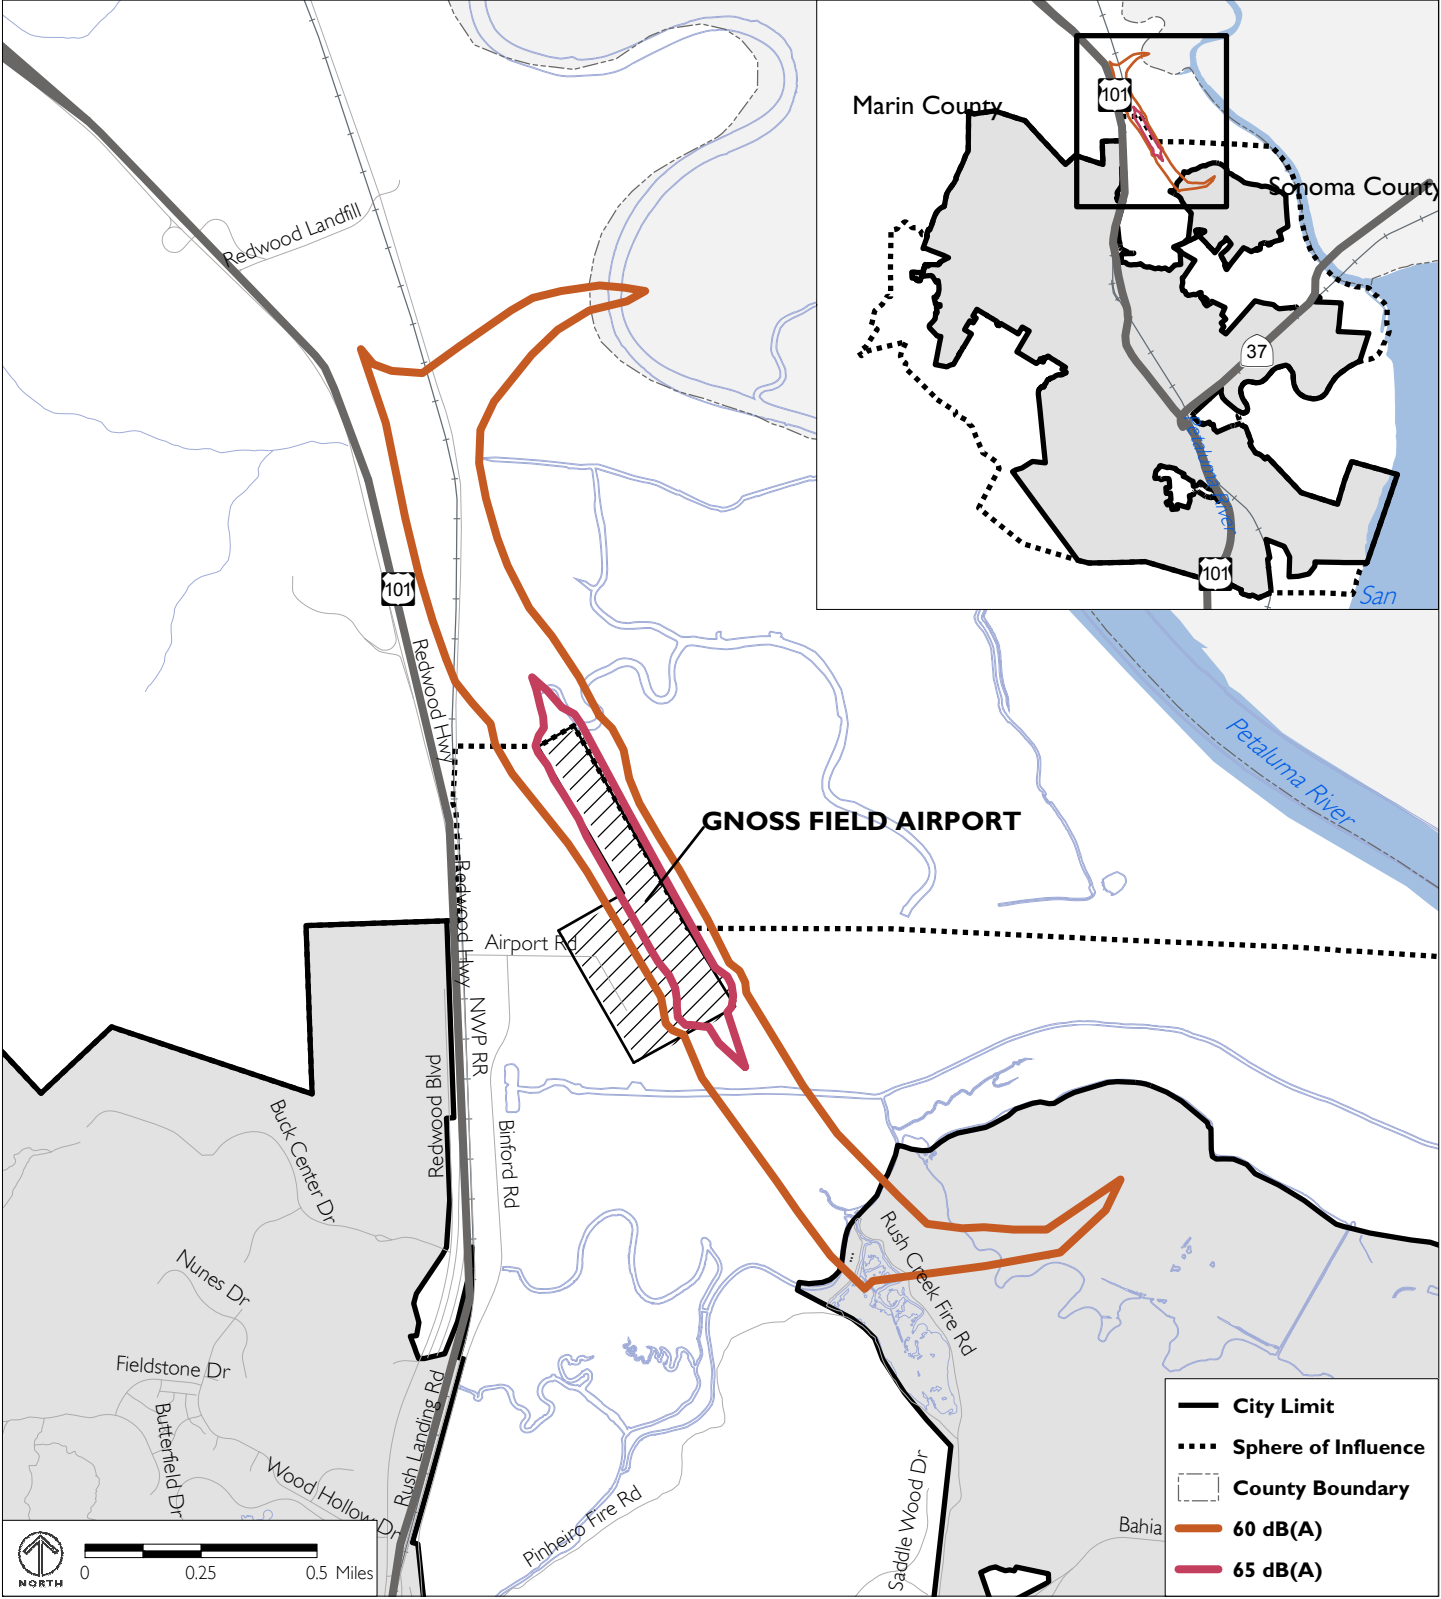 Marin County
101
Sonoma County
37
Petaluma River
101
San
Redwood Landfill
101
Redwood Hwy
Petaluma River
GNOSS FIELD AIRPORT
Redwood Hwy
Airport Rd
NWP RR
Redwood Blvd
Buck Center Dr
Binford Rd
Rush Creek Fire Rd
Nunes Dr
Fieldstone Dr
Butterfield Dr
Rush Landing Rd
Wood Hollow Dr
Pinheiro Fire Rd
Saddle Wood Dr
Bahia
City Limit
Sphere of Influence
County Boundary
60 dB(A)
65 dB(A)
NORTH
0 0.25 0.5 Miles